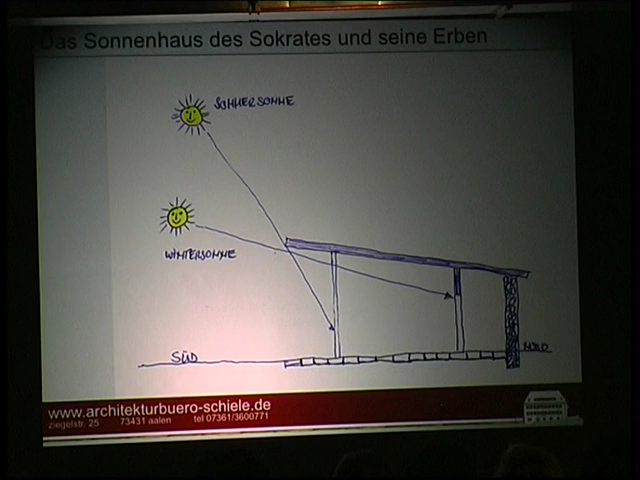 Das Sonnenhaus des Sokrates und seine Erben
SOMMERSONNE
WINTERSONNE
SÜD
NORD
www.architekturbuero-schiele.de
ziegelstr. 25 73431 aalen tel 07361/3600771